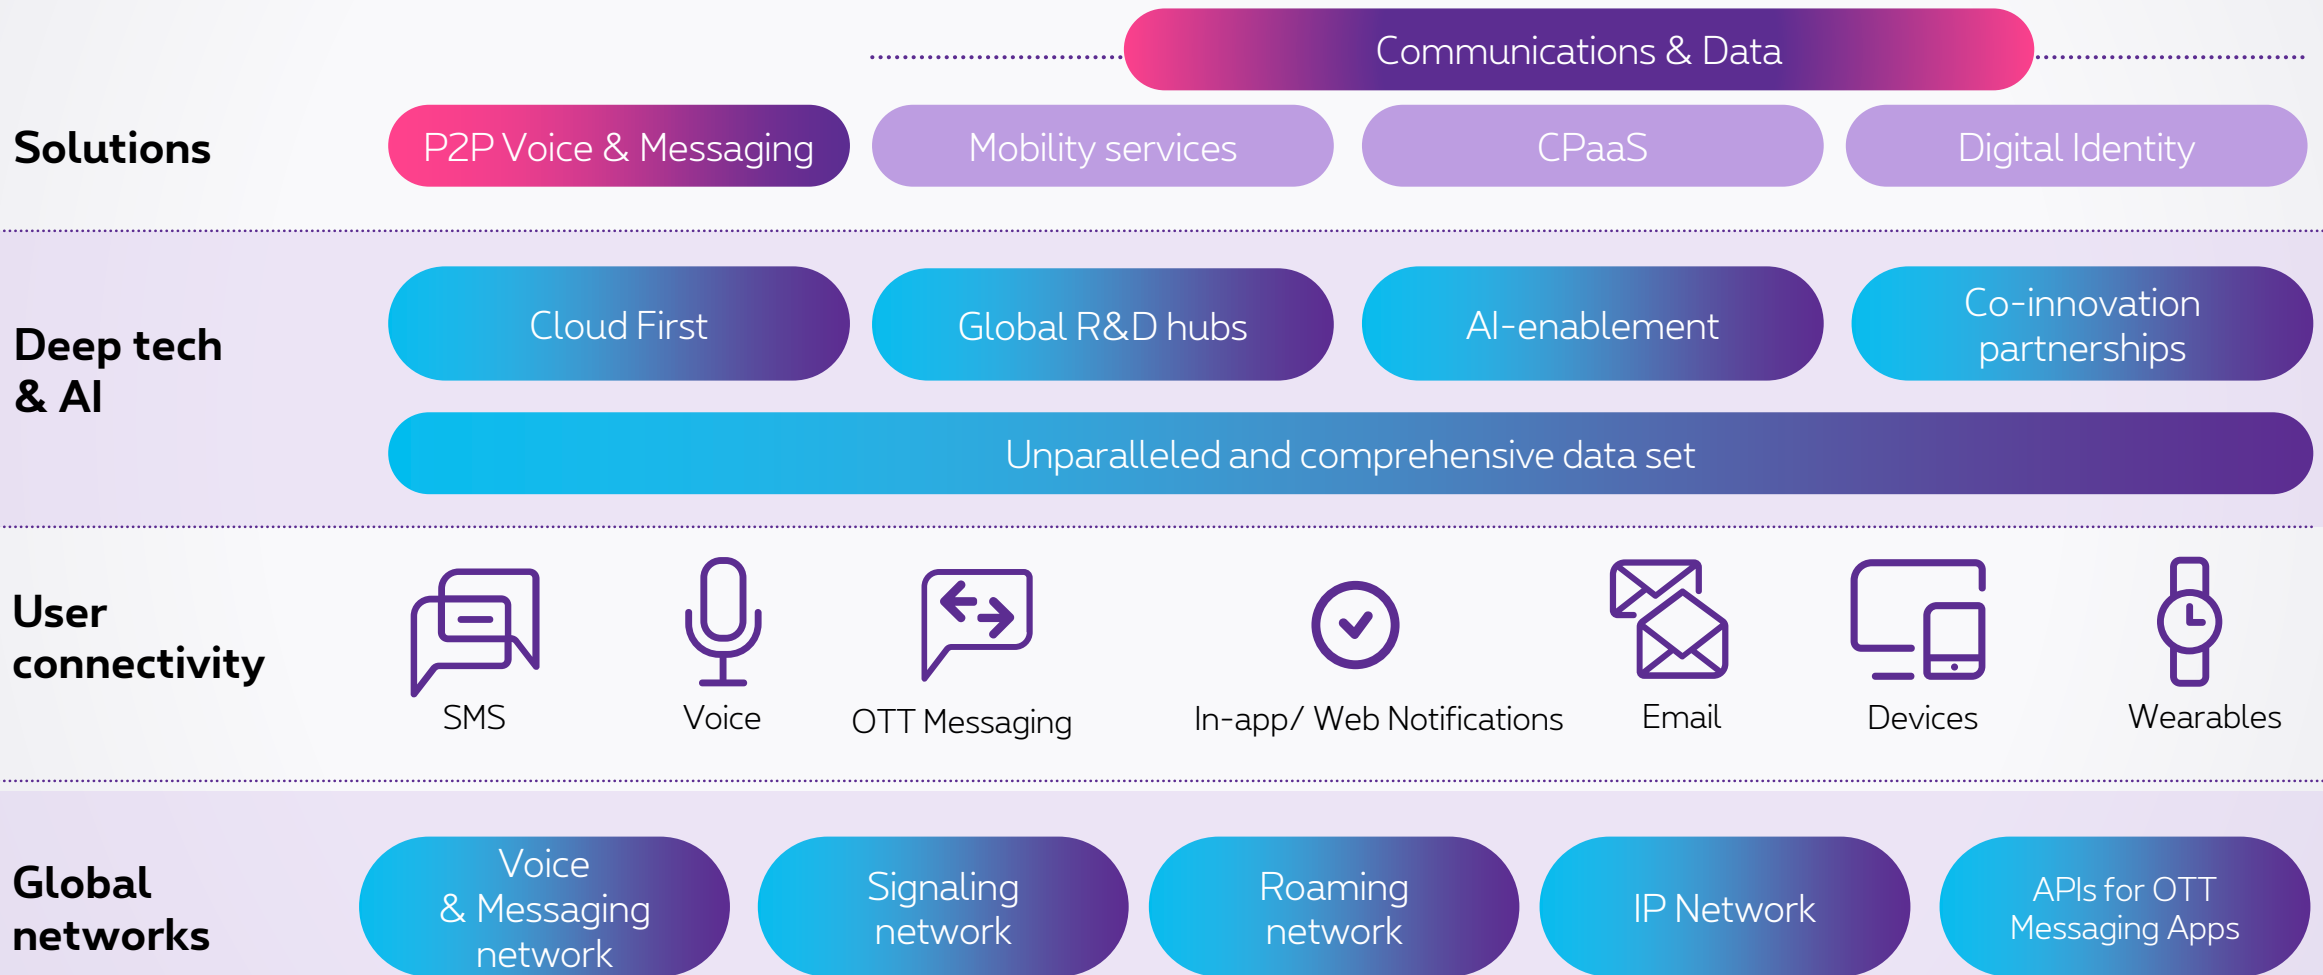 Communications & Data
Solutions
P2P Voice & Messaging
Mobility services
CPaaS
Digital Identity
Deep tech
& AI
Cloud First
Global R&D hubs
AI-enablement
Co-innovation
partnerships
Unparalleled and comprehensive data set
User
connectivity
SMS
Voice
OTT Messaging
In-app/ Web Notifications
Email
Devices
Wearables
Global
networks
Voice
& Messaging
network
Signaling
network
Roaming
network
IP Network
APIs for OTT
Messaging Apps